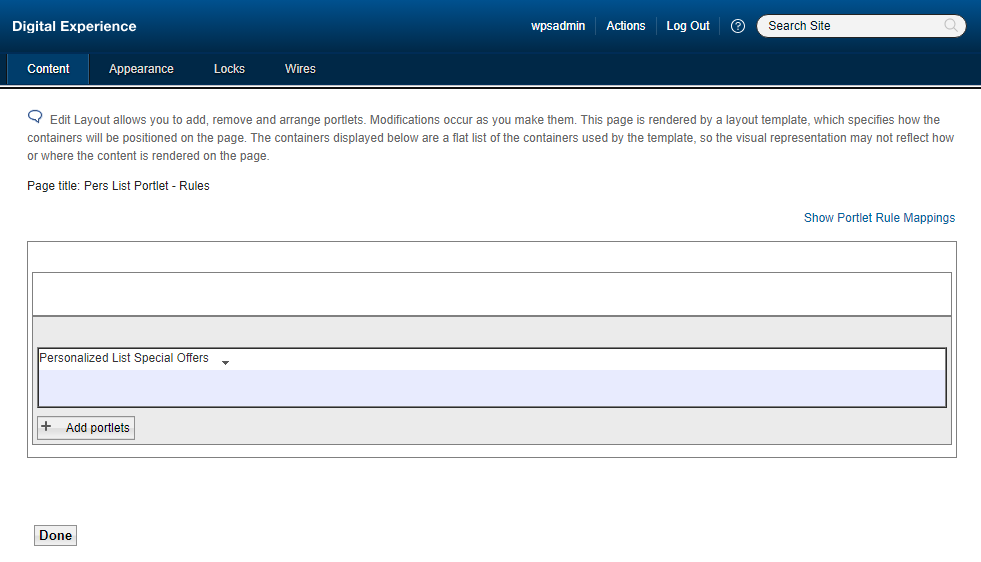 Digital Experience
wpsadmin Actions Log Out ? Search Site
Content Appearance Locks Wires
Edit Layout allows you to add, remove and arrange portlets. Modifications occur as you make them. This page is rendered by a layout template, which specifies how the
containers will be positioned on the page. The containers displayed below are a flat list of the containers used by the template, so the visual representation may not reflect how
or where the content is rendered on the page.
Page title: Pers List Portlet - Rules
Show Portlet Rule Mappings
Personalized List Special Offers
+ Add portlets
Done